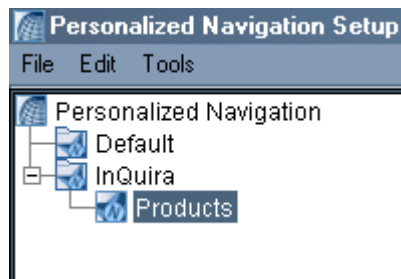 Personalized Navigation Setup
File Edit Tools
Personalized Navigation
Default
InQuira
Products